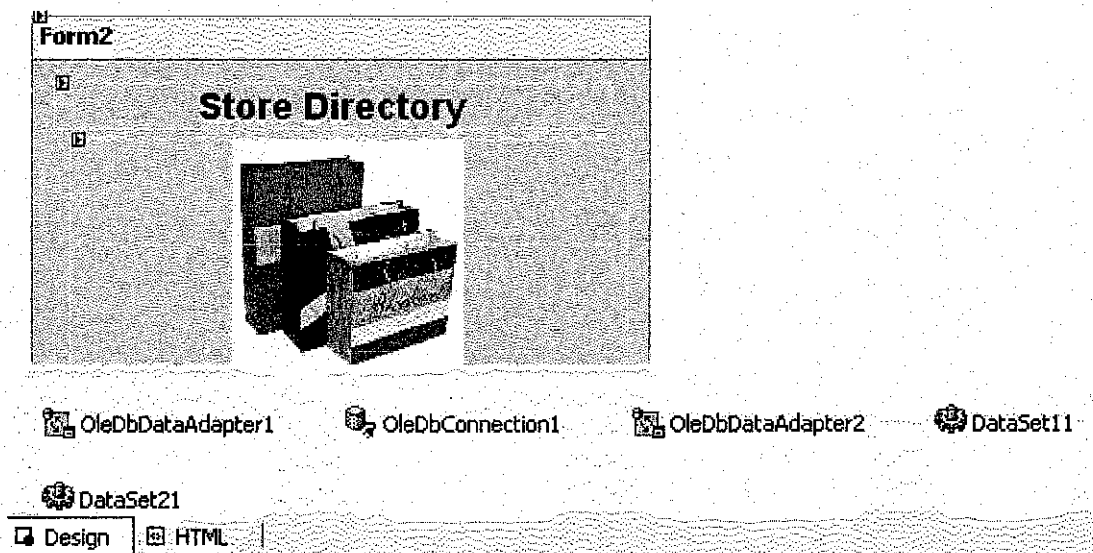 Form2
Store Directory
OleDbDataAdapter1 OleDbConnection1 OleDbDataAdapter2 DataSet11
DataSet21
Design HTML